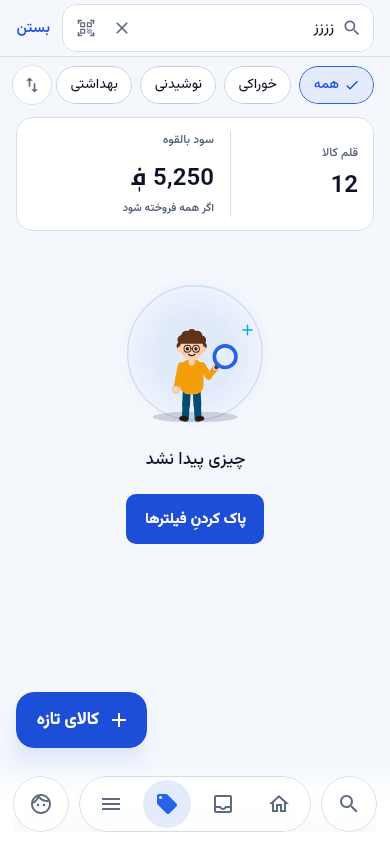 زززز
بستن
همه
خوراکی
نوشیدنی
بهداشتی
قلم کالا
12
سود بالقوه
5,250 ؋
اگر همه فروخته شود
چیزی پیدا نشد
پاک کردنِ فیلترها
کالای تازه